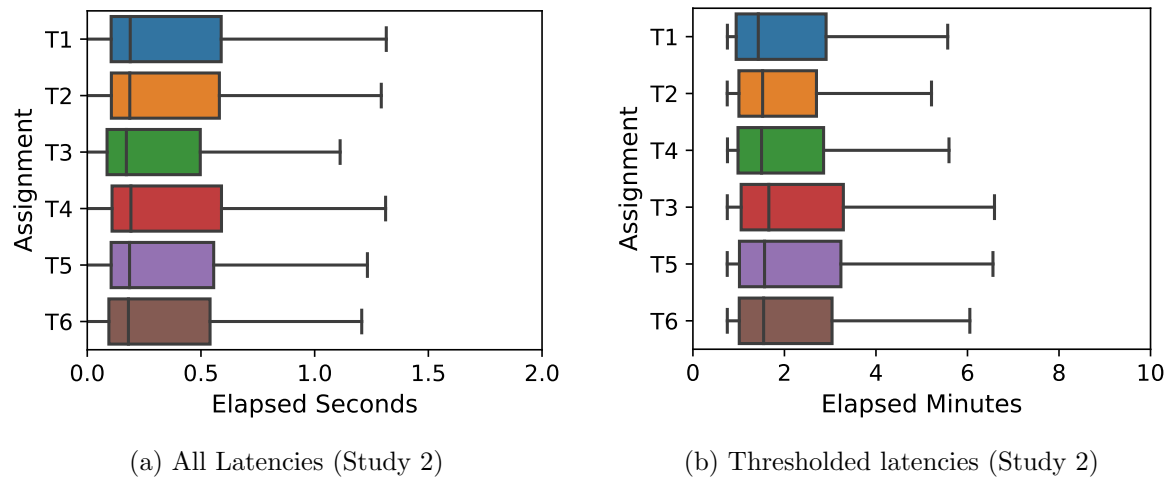 Assignment
T1
T2
T3
T4
T5
T6
0.0 0.5 1.0 1.5 2.0
Elapsed Seconds
(a) All Latencies (Study 2)
Assignment
T1
T2
T4
T3
T5
T6
0 2 4 6 8 10
Elapsed Minutes
(b) Thresholded latencies (Study 2)